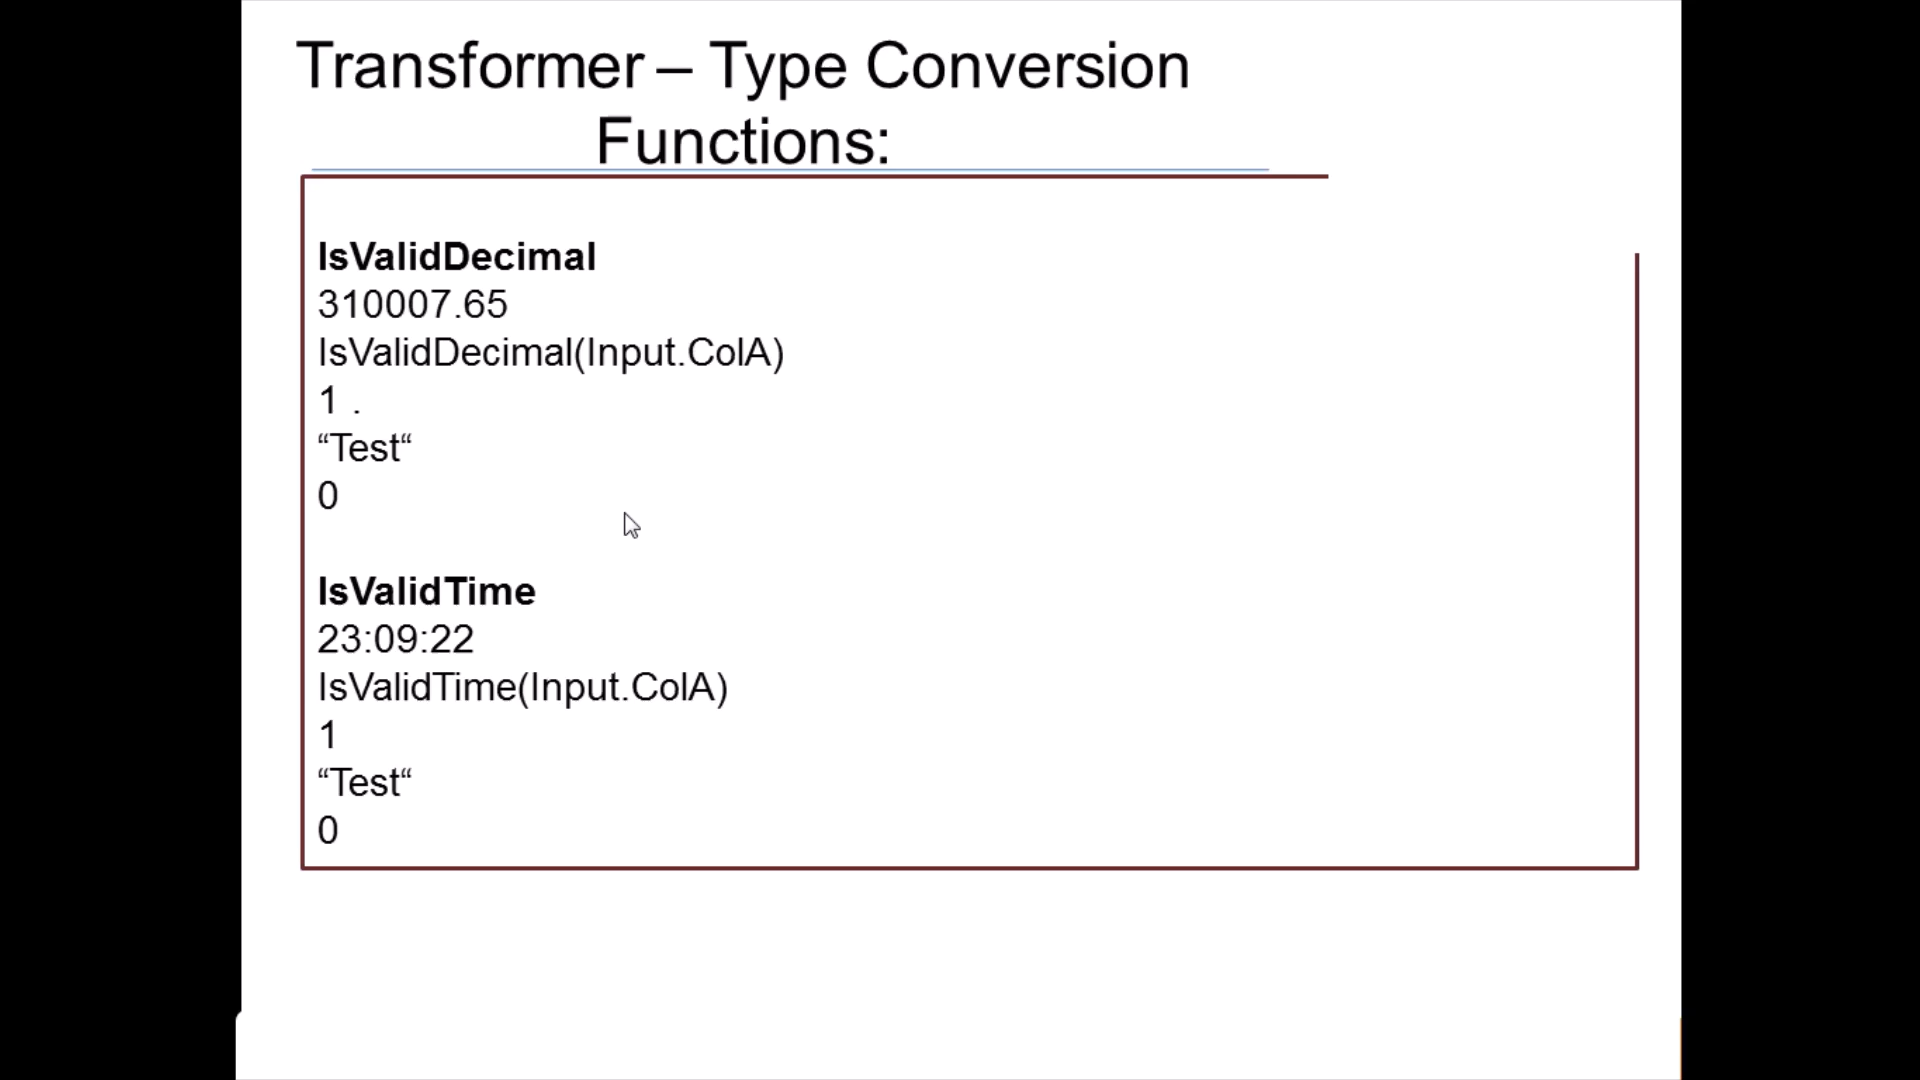 Transformer – Type Conversion
Functions:
IsValidDecimal
310007.65
IsValidDecimal(Input.ColA)
1 .
“Test“
0
IsValidTime
23:09:22
IsValidTime(Input.ColA)
1
“Test“
0